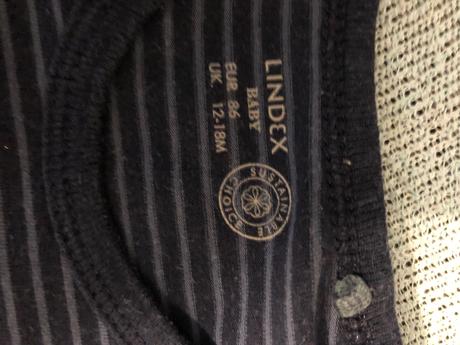 LINDEX
BABY
EUR 86
UK 12-18M
SUSTAINABLE
CHOICE